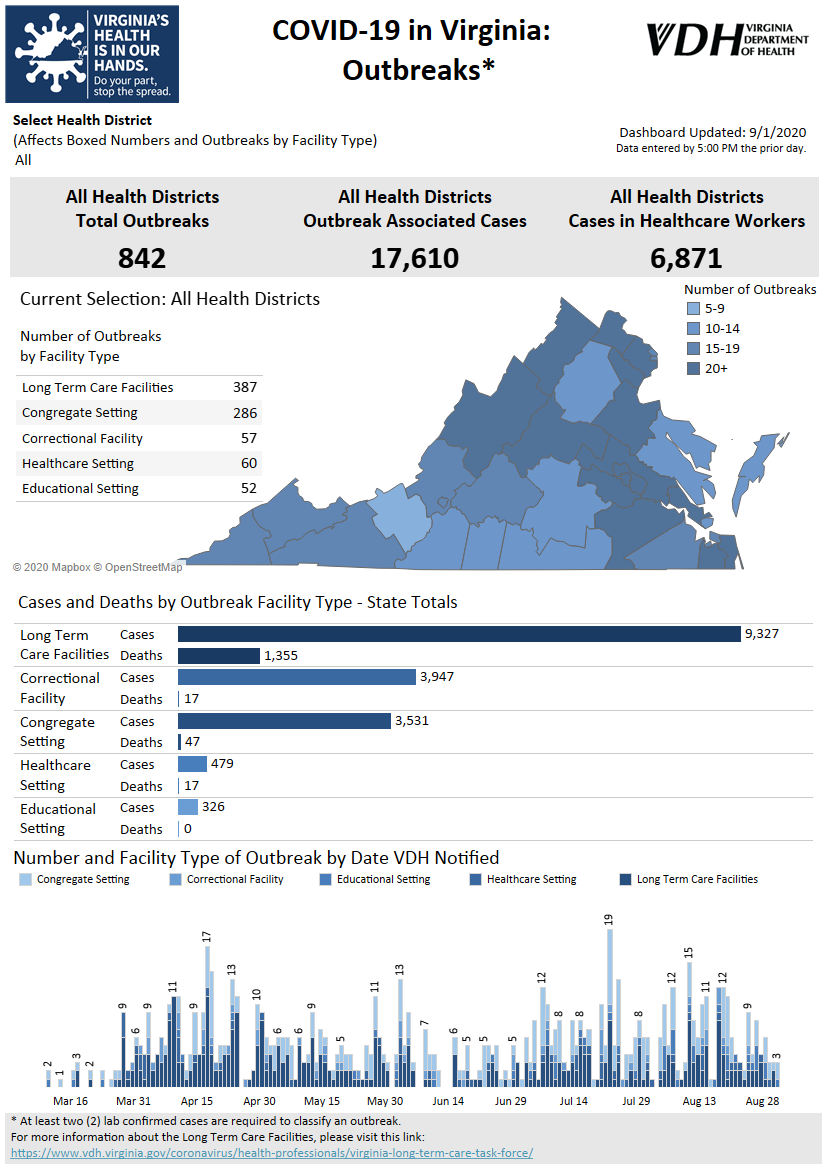 VIRGINIA'S
HEALTH
IS IN OUR
HANDS.
Do your part,
stop the spread.
COVID-19 in Virginia:
Outbreaks*
VDH VIRGINIA
DEPARTMENT
OF HEALTH
Select Health District
(Affects Boxed Numbers and Outbreaks by Facility Type)
All
Dashboard Updated: 9/1/2020
Data entered by 5:00 PM the prior day.
All Health Districts
Total Outbreaks
842
All Health Districts
Outbreak Associated Cases
17,610
All Health Districts
Cases in Healthcare Workers
6,871
Current Selection: All Health Districts
Number of Outbreaks
5-9
10-14
15-19
20+
Number of Outbreaks
by Facility Type
Long Term Care Facilities 387
Congregate Setting 286
Correctional Facility 57
Healthcare Setting 60
Educational Setting 52
© 2020 Mapbox © OpenStreetMap
Cases and Deaths by Outbreak Facility Type - State Totals
Long Term Cases 9,327
Care Facilities Deaths 1,355
Correctional Cases 3,947
Facility Deaths 17
Congregate Cases 3,531
Setting Deaths 47
Healthcare Cases 479
Setting Deaths 17
Educational Cases 326
Setting Deaths 0
Number and Facility Type of Outbreak by Date VDH Notified
Congregate Setting Correctional Facility Educational Setting Healthcare Setting Long Term Care Facilities
2 1 3 2 9 6 9 11 9 17 13 10 6 6 9 5 11 13 7 6 5 5 5 12 8 8 19 8 12 15 11 12 9 3
Mar 16 Mar 31 Apr 15 Apr 30 May 15 May 30 Jun 14 Jun 29 Jul 14 Jul 29 Aug 13 Aug 28
* At least two (2) lab confirmed cases are required to classify an outbreak.
For more information about the Long Term Care Facilities, please visit this link:
https://www.vdh.virginia.gov/coronavirus/health-professionals/virginia-long-term-care-task-force/